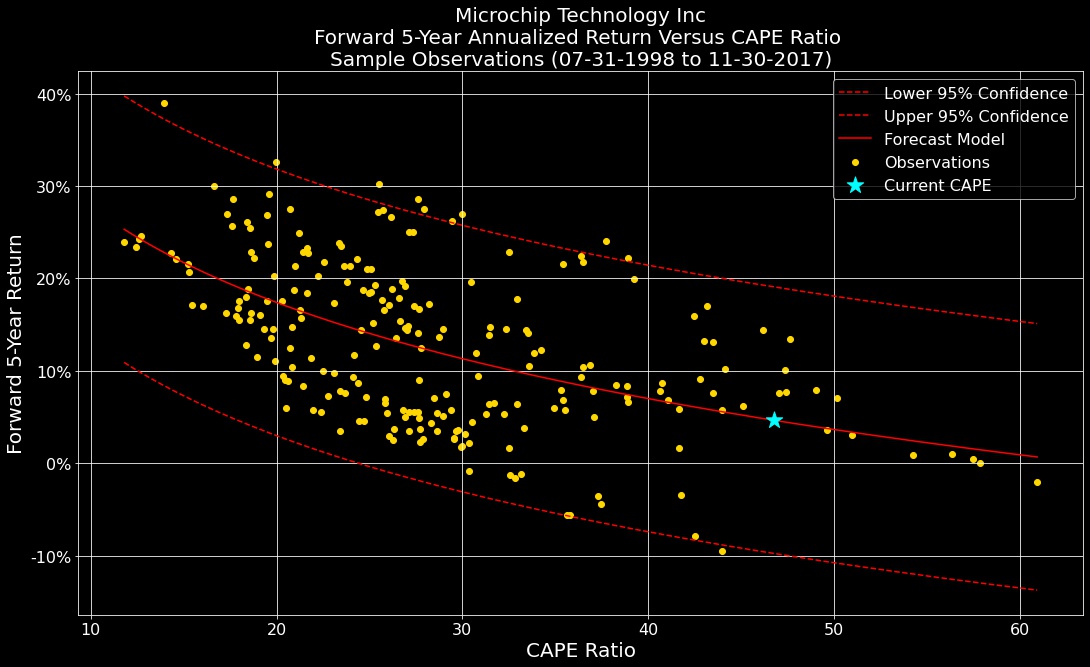 Microchip Technology Inc
Forward 5-Year Annualized Return Versus CAPE Ratio
Sample Observations (07-31-1998 to 11-30-2017)
Lower 95% Confidence
Upper 95% Confidence
Forecast Model
Observations
Current CAPE
Forward 5-Year Return
40%
30%
20%
10%
0%
-10%
10 20 30 40 50 60
CAPE Ratio